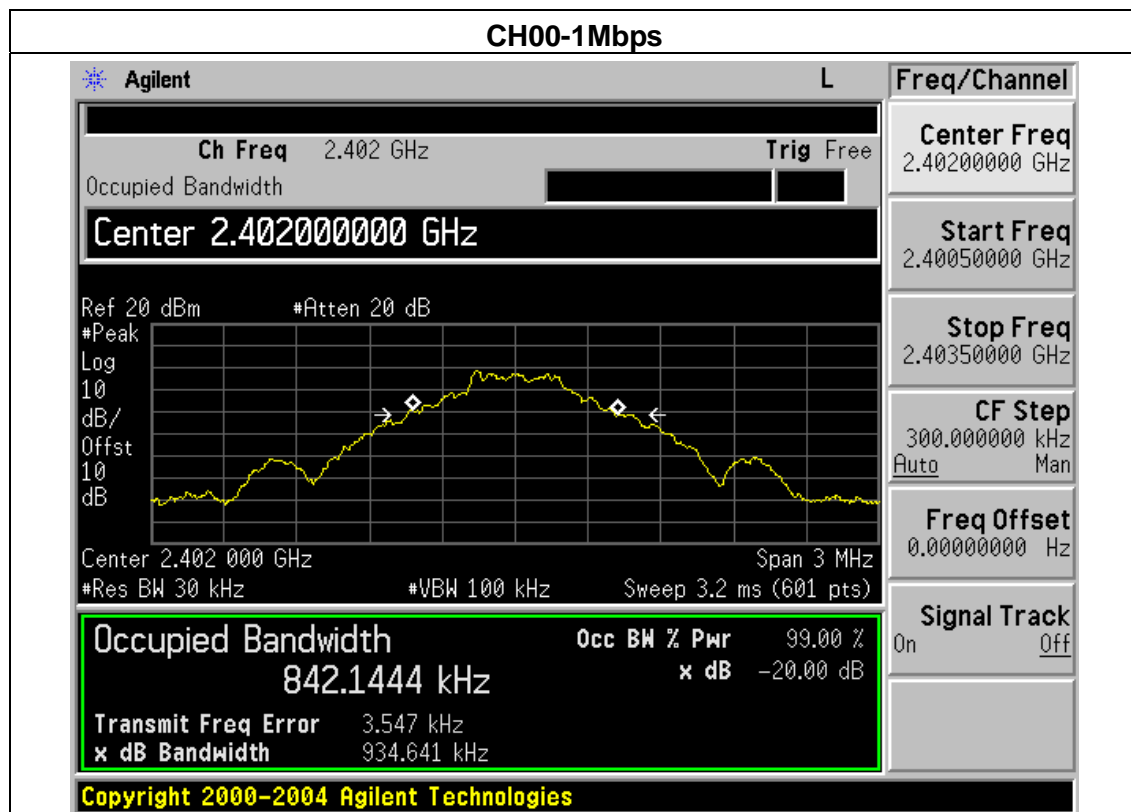 CH00-1Mbps
Agilent L Freq/Channel
Ch Freq 2.402 GHz Trig Free
Occupied Bandwidth
Center 2.402000000 GHz
Ref 20 dBm #Atten 20 dB
#Peak
Log
10
dB/
Offst
10
dB
Center 2.402 000 GHz Span 3 MHz
#Res BW 30 kHz #VBW 100 kHz Sweep 3.2 ms (601 pts)
Occupied Bandwidth Occ BW % Pwr 99.00 %
842.1444 kHz x dB -20.00 dB
Transmit Freq Error 3.547 kHz
x dB Bandwidth 934.641 kHz
Center Freq
2.40200000 GHz
Start Freq
2.40050000 GHz
Stop Freq
2.40350000 GHz
CF Step
300.000000 kHz
Auto Man
Freq Offset
0.00000000 Hz
Signal Track
On Off
Copyright 2000-2004 Agilent Technologies